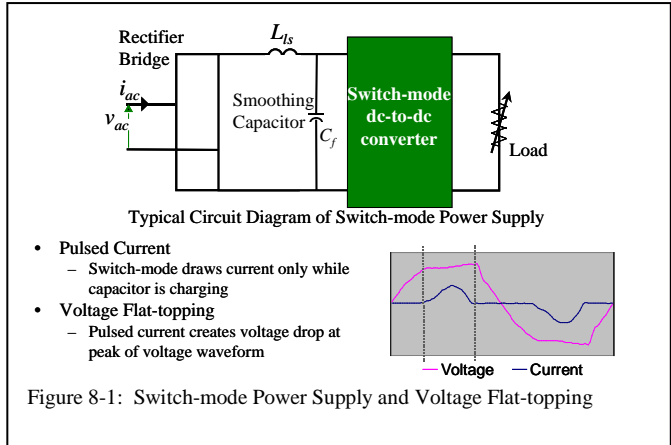 Rectifier
Bridge
L_ls
i_ac
v_ac
Smoothing
Capacitor
C_f
Switch-mode
dc-to-dc
converter
Load
Typical Circuit Diagram of Switch-mode Power Supply
• Pulsed Current
– Switch-mode draws current only while
capacitor is charging
• Voltage Flat-topping
– Pulsed current creates voltage drop at
peak of voltage waveform
Voltage Current
Figure 8-1: Switch-mode Power Supply and Voltage Flat-topping